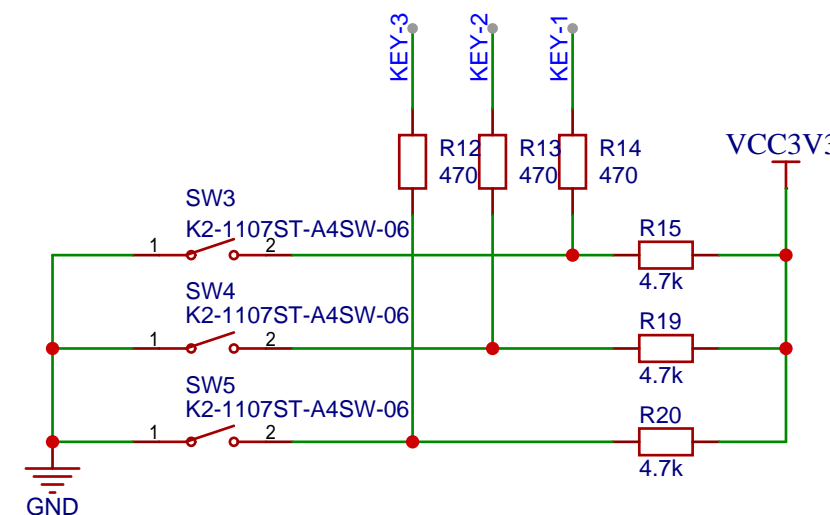 KEY-3
KEY-2
KEY-1
R12
470
R13
470
R14
470
VCC3V3
SW3
K2-1107ST-A4SW-06
1
2
R15
4.7k
SW4
K2-1107ST-A4SW-06
1
2
R19
4.7k
SW5
K2-1107ST-A4SW-06
1
2
R20
4.7k
GND